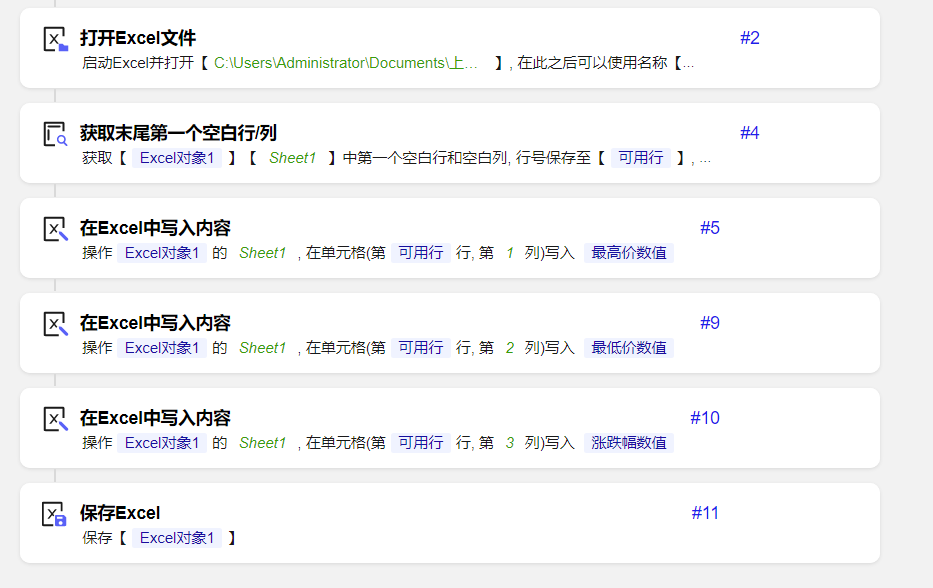 打开Excel文件 #2
启动Excel并打开【 C:\Users\Administrator\Documents\上... 】, 在此之后可以使用名称【...
获取末尾第一个空白行/列 #4
获取【 Excel对象1 】【 Sheet1 】中第一个空白行和空白列, 行号保存至【 可用行 】, ...
在Excel中写入内容 #5
操作 Excel对象1 的 Sheet1 , 在单元格(第 可用行 行, 第 1 列)写入 最高价数值
在Excel中写入内容 #9
操作 Excel对象1 的 Sheet1 , 在单元格(第 可用行 行, 第 2 列)写入 最低价数值
在Excel中写入内容 #10
操作 Excel对象1 的 Sheet1 , 在单元格(第 可用行 行, 第 3 列)写入 涨跌幅数值
保存Excel #11
保存【 Excel对象1 】